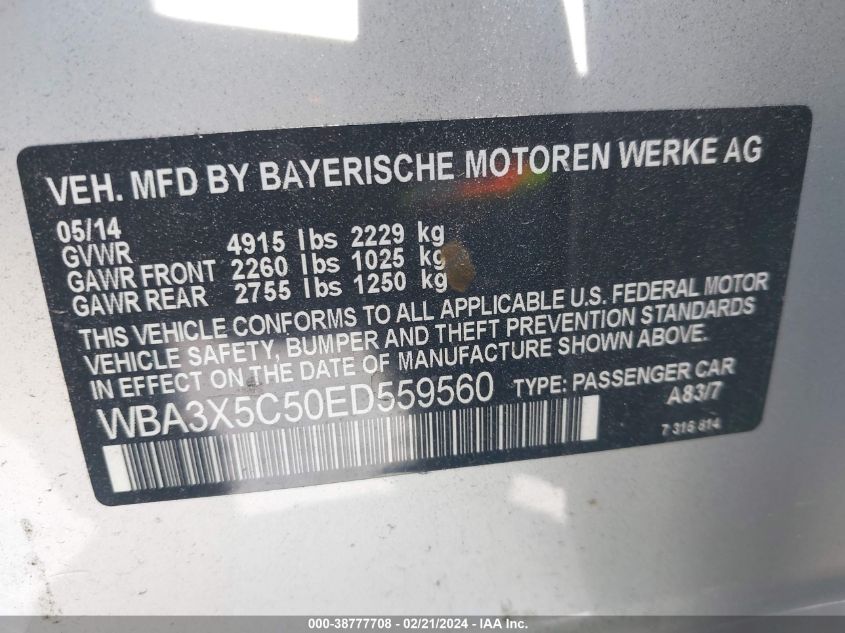 VEH. MFD BY BAYERISCHE MOTOREN WERKE AG
05/14
GVWR 4915 lbs 2229 kg
GAWR FRONT 2260 lbs 1025 kg
GAWR REAR 2755 lbs 1250 kg
THIS VEHICLE CONFORMS TO ALL APPLICABLE U.S. FEDERAL MOTOR
VEHICLE SAFETY, BUMPER AND THEFT PREVENTION STANDARDS
IN EFFECT ON THE DATE OF MANUFACTURE SHOWN ABOVE.
WBA3X5C50ED559560 TYPE: PASSENGER CAR
A83/7
7 316 814
000-38777708 - 02/21/2024 - IAAI Inc.